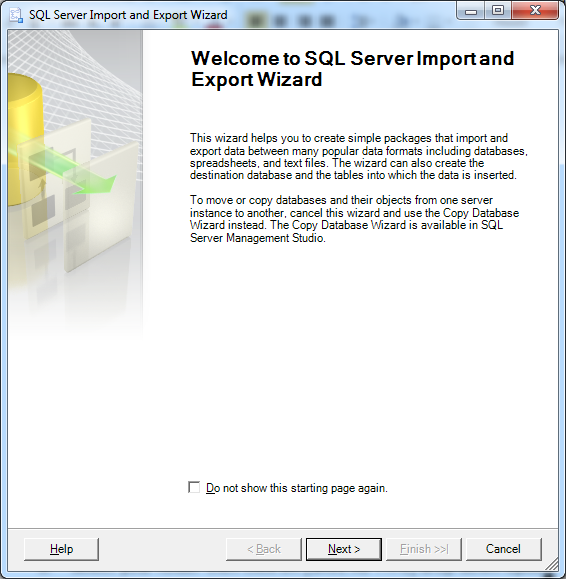 SQL Server Import and Export Wizard
Welcome to SQL Server Import and
Export Wizard
This wizard helps you to create simple packages that import and
export data between many popular data formats including databases,
spreadsheets, and text files. The wizard can also create the
destination database and the tables into which the data is inserted.
To move or copy databases and their objects from one server
instance to another, cancel this wizard and use the Copy Database
Wizard instead. The Copy Database Wizard is available in SQL
Server Management Studio.
Do not show this starting page again.
Help < Back Next > Finish >>| Cancel